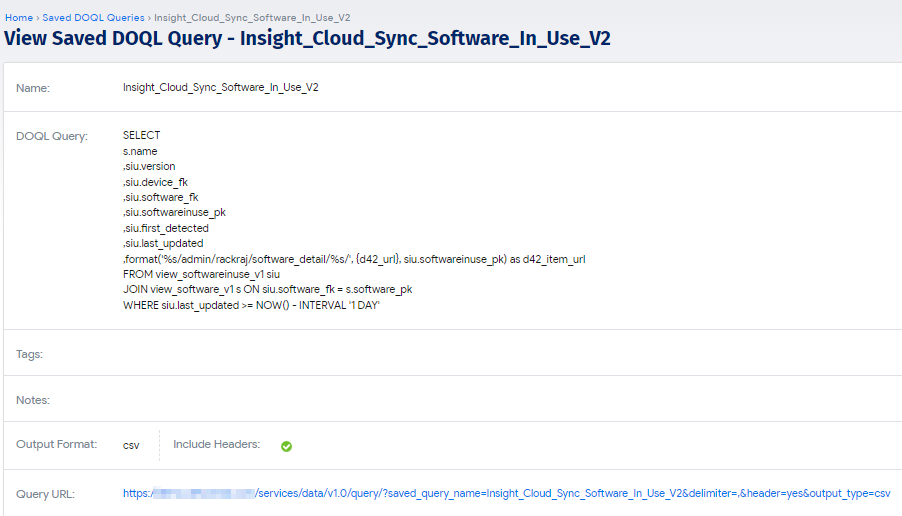 Home › Saved DOQL Queries › Insight_Cloud_Sync_Software_In_Use_V2
View Saved DOQL Query - Insight_Cloud_Sync_Software_In_Use_V2
Name: Insight_Cloud_Sync_Software_In_Use_V2
DOQL Query: SELECT
s.name
,siu.version
,siu.device_fk
,siu.software_fk
,siu.softwareinuse_pk
,siu.first_detected
,siu.last_updated
,format('%s/admin/rackraj/software_detail/%s/', {d42_url}, siu.softwareinuse_pk) as d42_item_url
FROM view_softwareinuse_v1 siu
JOIN view_software_v1 s ON siu.software_fk = s.software_pk
WHERE siu.last_updated >= NOW() - INTERVAL '1 DAY'
Tags:
Notes:
Output Format: csv Include Headers:
Query URL: https:/ /services/data/v1.0/query/?saved_query_name=Insight_Cloud_Sync_Software_In_Use_V2&delimiter=,&header=yes&output_type=csv